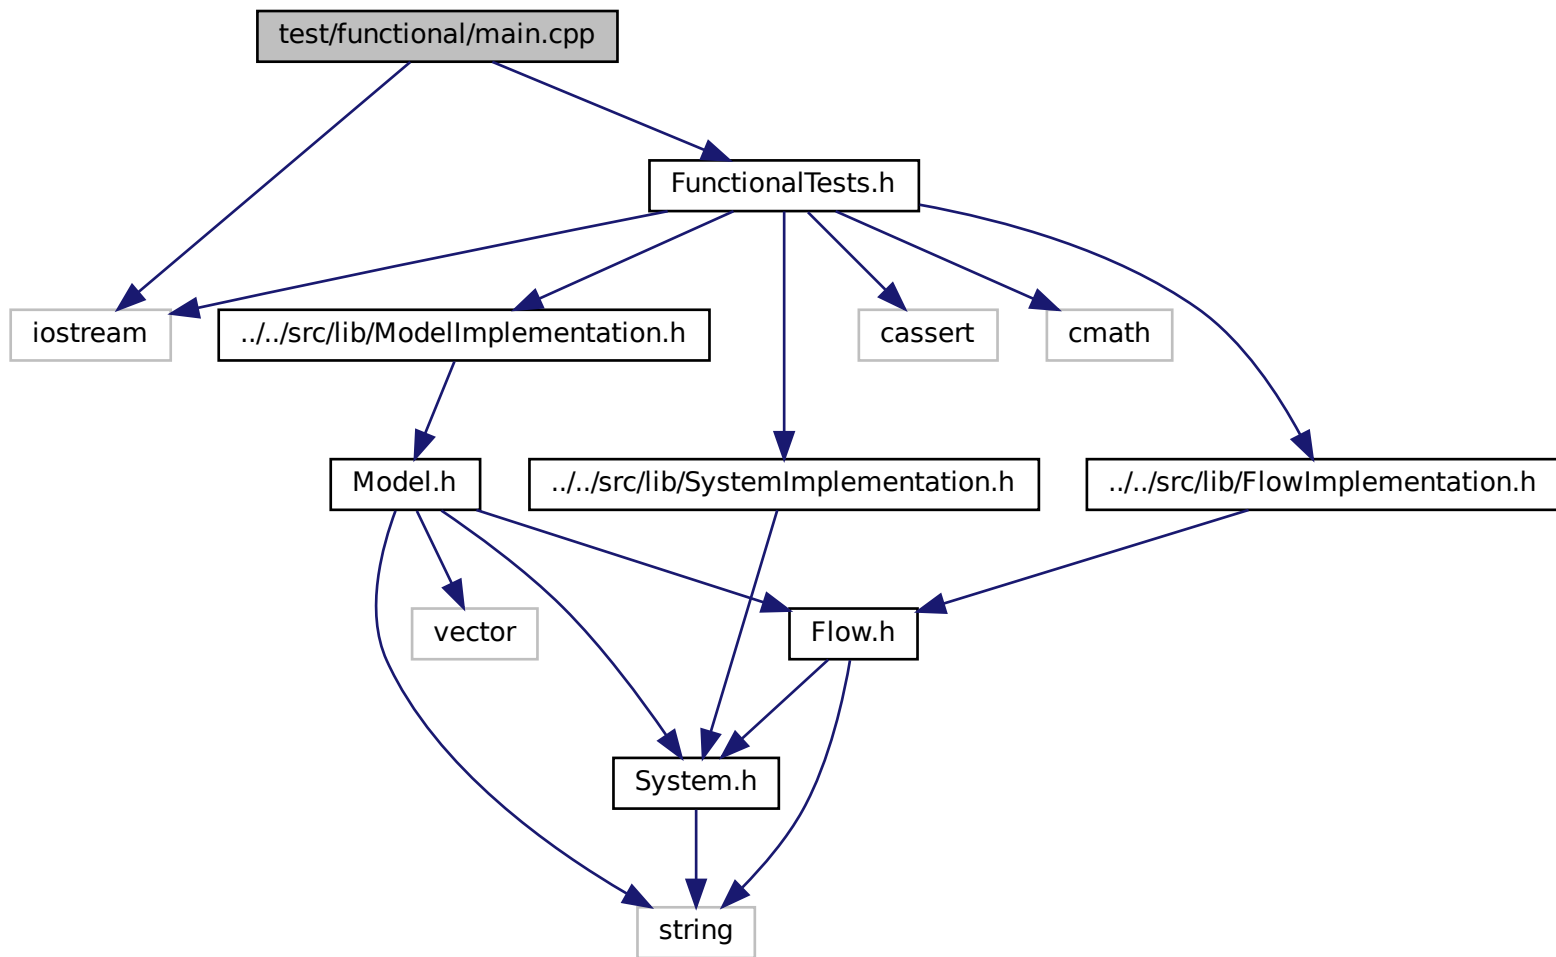 test/functional/main.cpp
FunctionalTests.h
iostream
../../src/lib/ModelImplementation.h
cassert
cmath
Model.h
../../src/lib/SystemImplementation.h
../../src/lib/FlowImplementation.h
vector
Flow.h
System.h
string